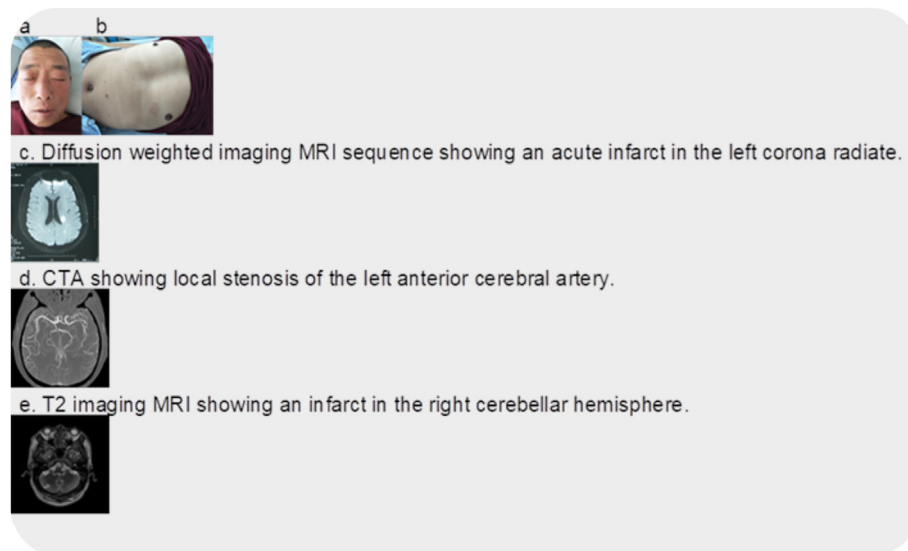 a b
c. Diffusion weighted imaging MRI sequence showing an acute infarct in the left corona radiate.
d. CTA showing local stenosis of the left anterior cerebral artery.
e. T2 imaging MRI showing an infarct in the right cerebellar hemisphere.